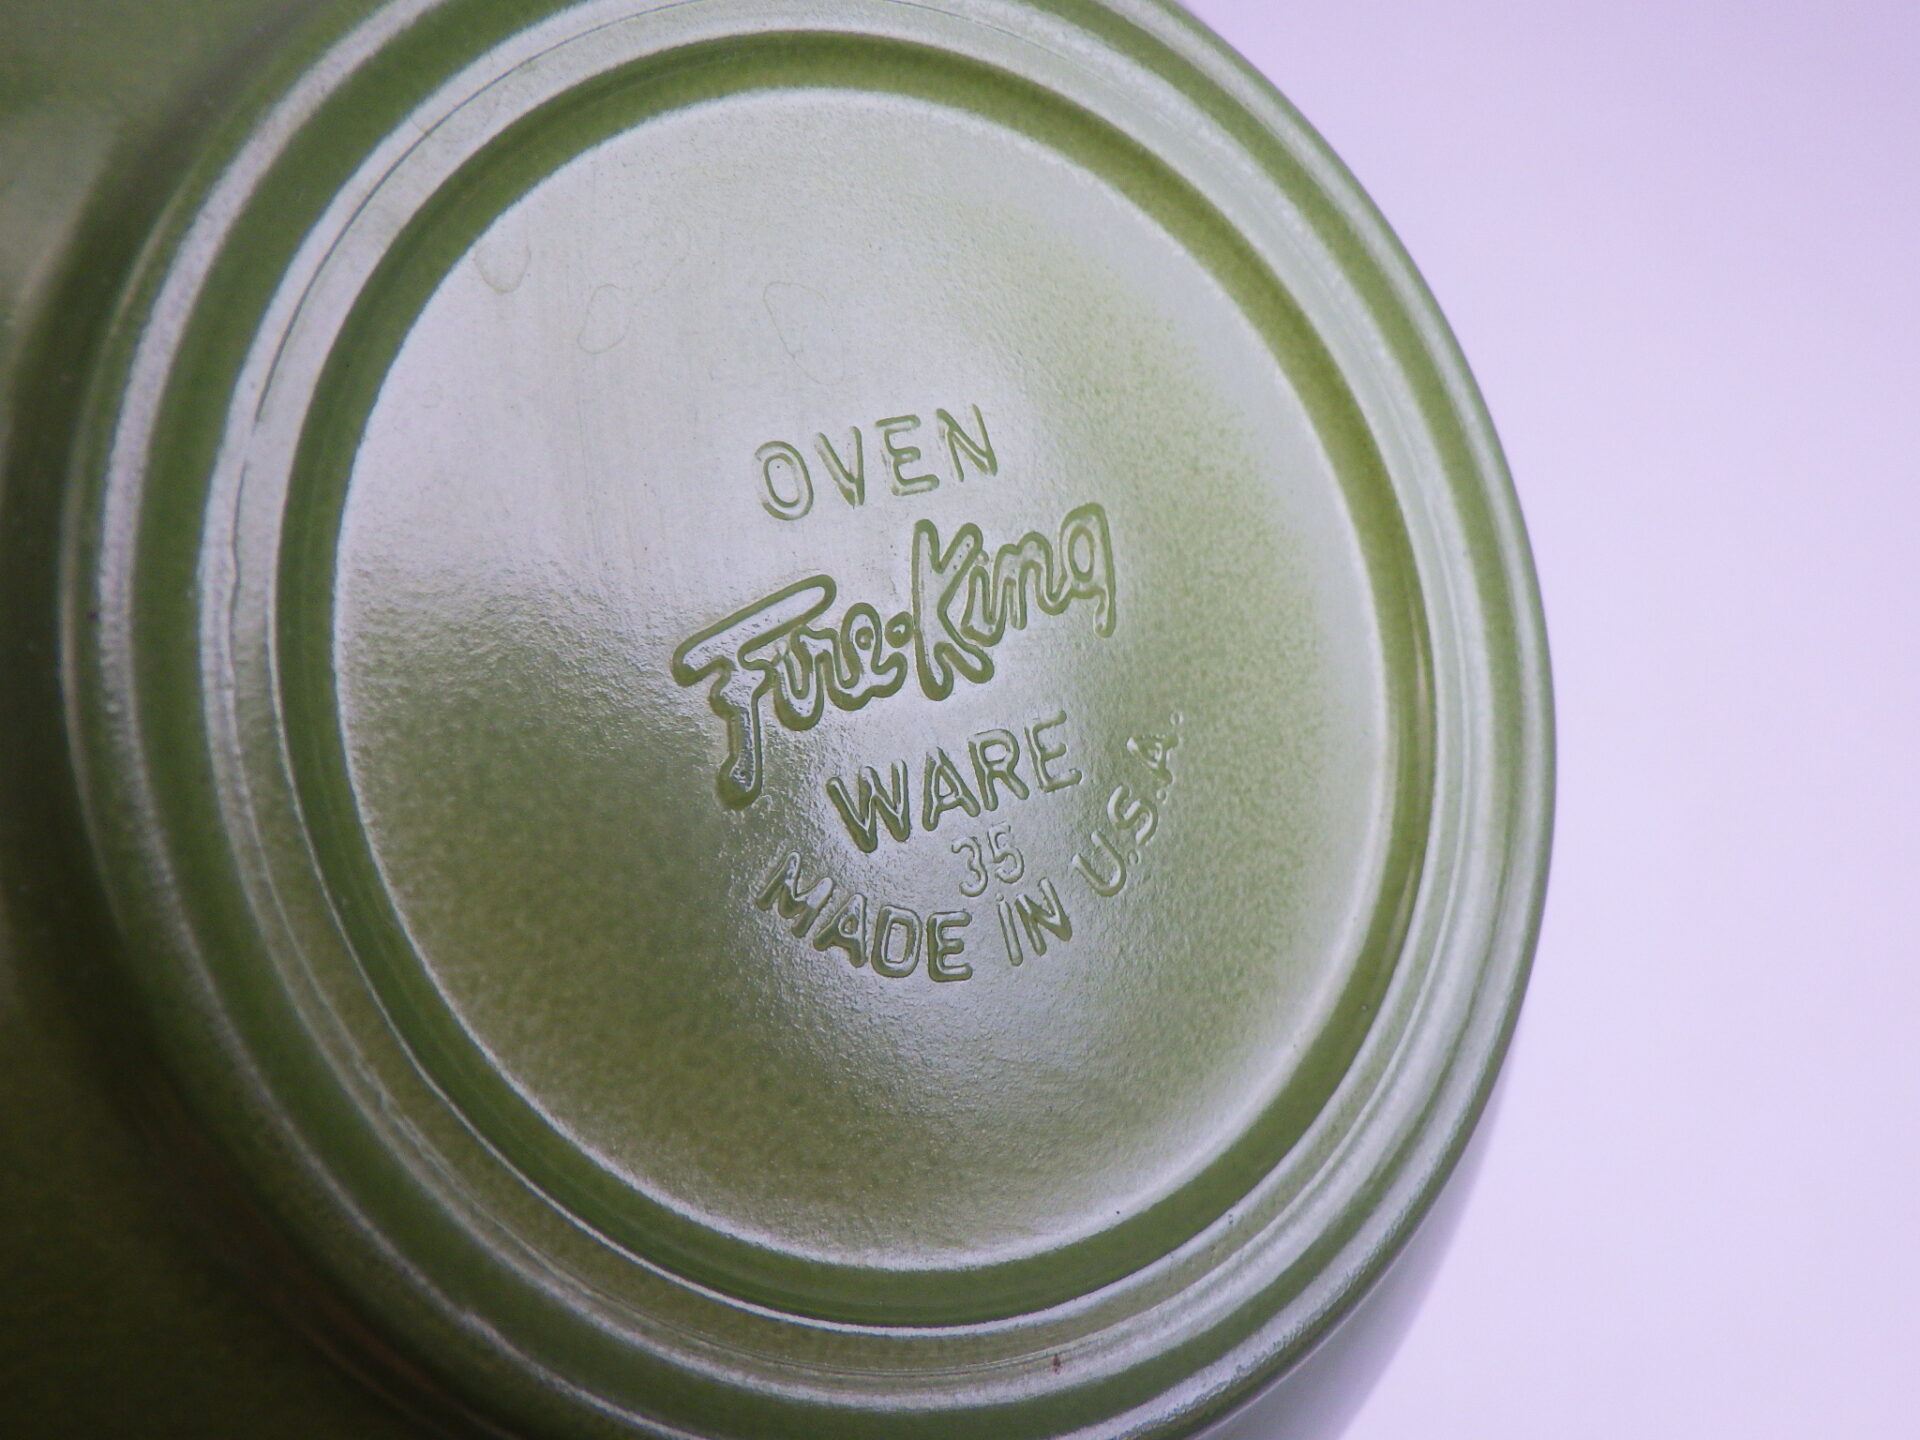 OVEN
Fire-King
WARE
35
MADE IN U.S.A.